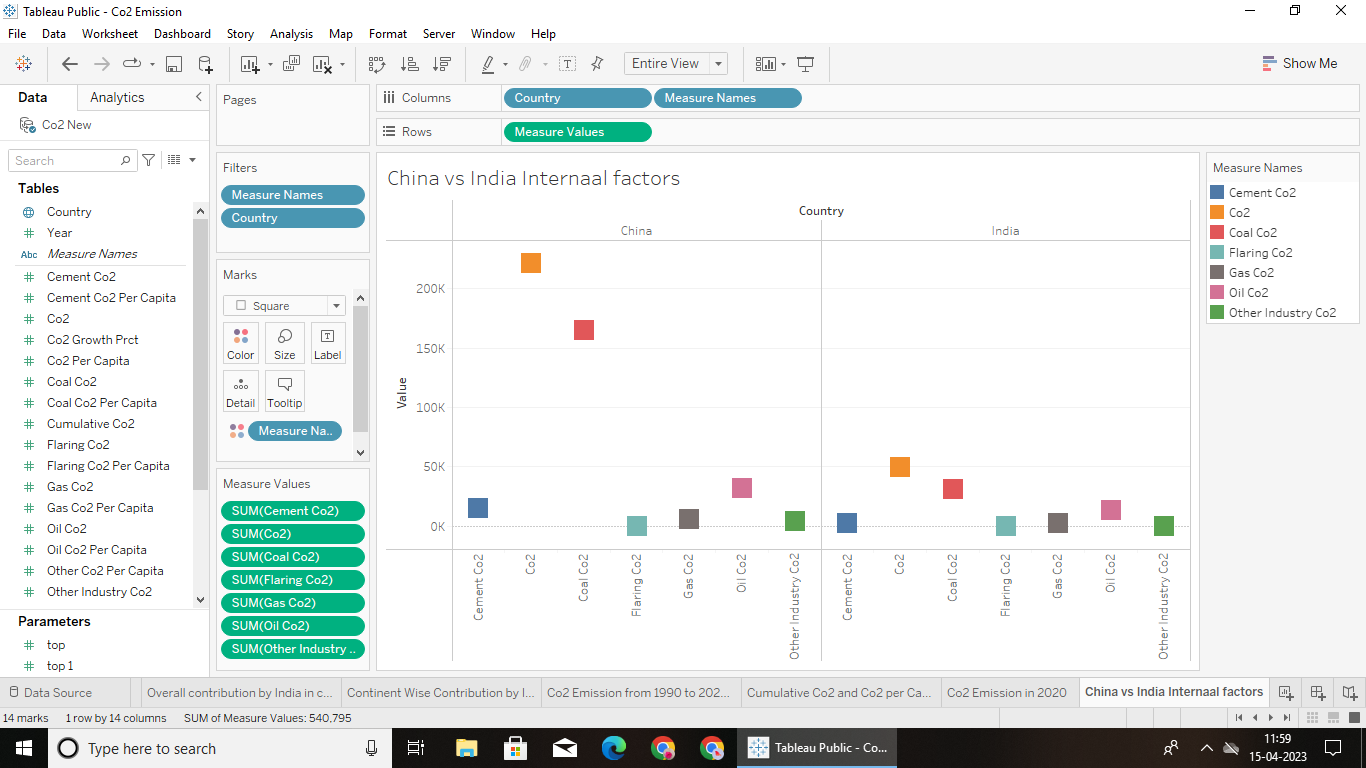 Tableau Public - Co2 Emission
File Data Worksheet Dashboard Story Analysis Map Format Server Window Help
Entire View
Show Me
Data Analytics
Co2 New
Search
Tables
Country
Year
Abc Measure Names
Cement Co2
Cement Co2 Per Capita
Co2
Co2 Growth Prct
Co2 Per Capita
Coal Co2
Coal Co2 Per Capita
Cumulative Co2
Flaring Co2
Flaring Co2 Per Capita
Gas Co2
Gas Co2 Per Capita
Oil Co2
Oil Co2 Per Capita
Other Co2 Per Capita
Other Industry Co2
Parameters
top
top 1
Pages
Filters
Measure Names
Country
Marks
Square
Color Size Label
Detail Tooltip
Measure Na..
Measure Values
SUM(Cement Co2)
SUM(Co2)
SUM(Coal Co2)
SUM(Flaring Co2)
SUM(Gas Co2)
SUM(Oil Co2)
SUM(Other Industry ..
Columns Country Measure Names
Rows Measure Values
China vs India Internaal factors
Country
China India
Value
200K
150K
100K
50K
0K
Cement Co2
Co2
Coal Co2
Flaring Co2
Gas Co2
Oil Co2
Other Industry Co2
Cement Co2
Co2
Coal Co2
Flaring Co2
Gas Co2
Oil Co2
Other Industry Co2
Measure Names
Cement Co2
Co2
Coal Co2
Flaring Co2
Gas Co2
Oil Co2
Other Industry Co2
Data Source Overall contribution by India in c... Continent Wise Contribution by I... Co2 Emission from 1990 to 202... Cumulative Co2 and Co2 per Ca... Co2 Emission in 2020 China vs India Internaal factors
14 marks 1 row by 14 columns SUM of Measure Values: 540,795
Type here to search
Tableau Public - Co...
11:59
15-04-2023